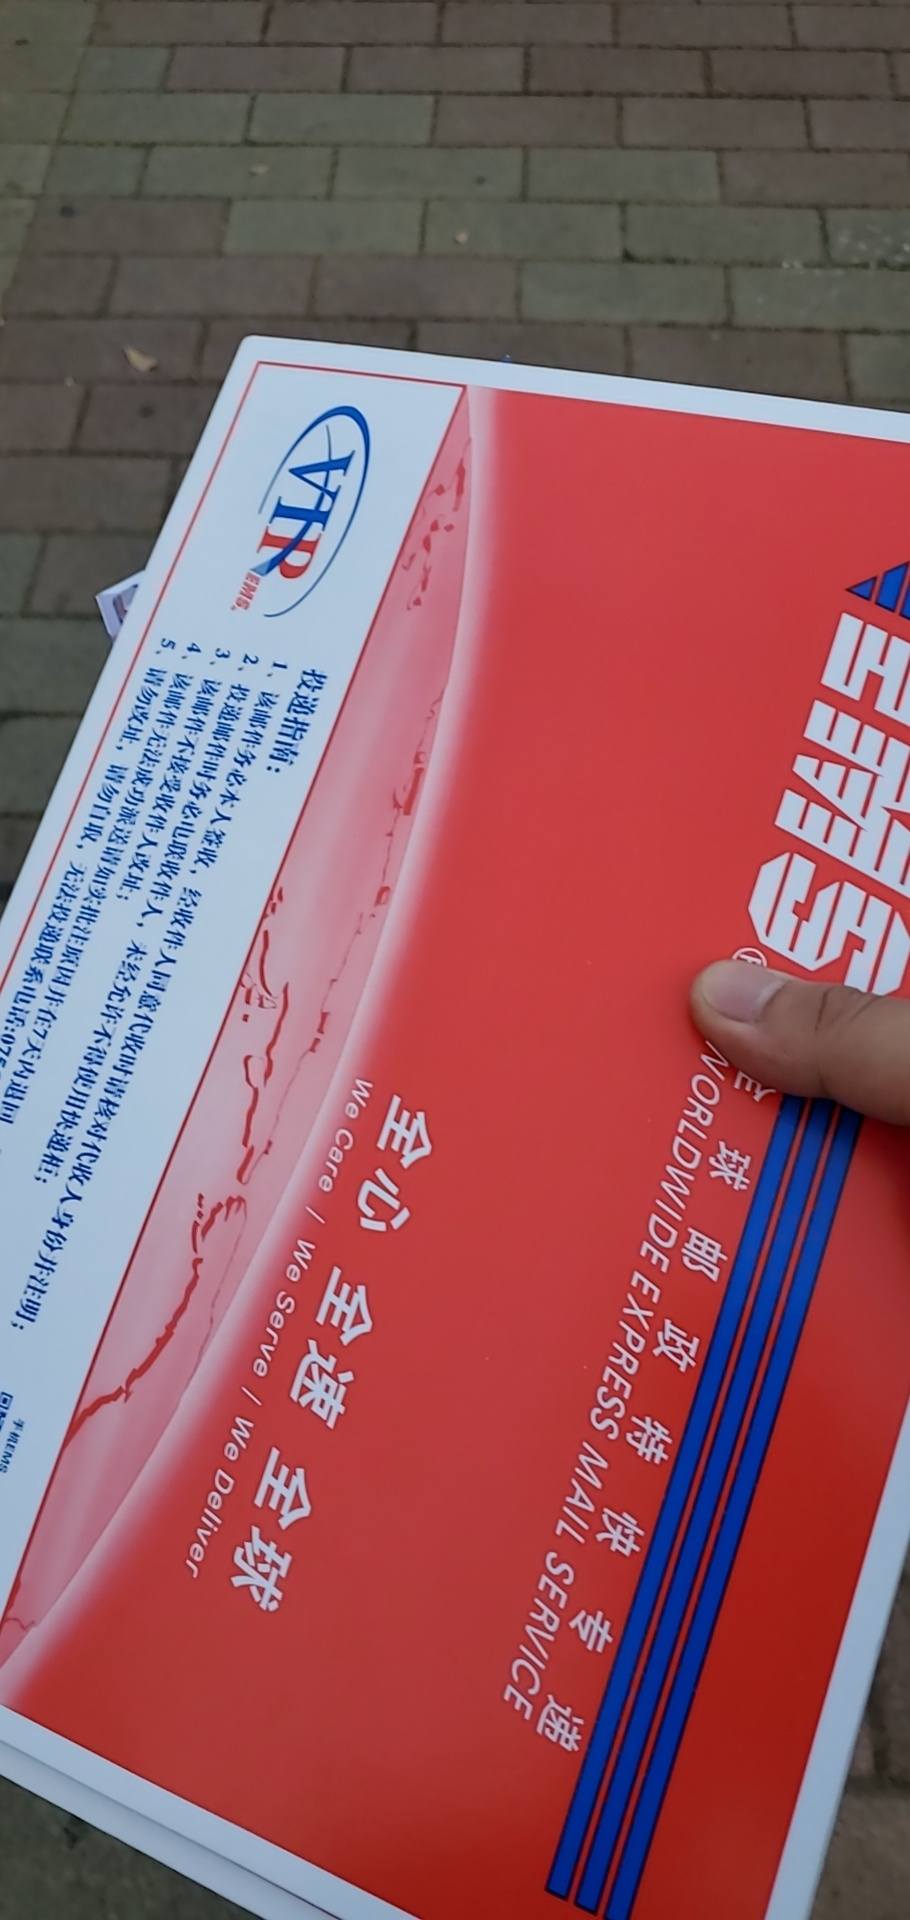 EMS
全球邮政特快专递
WORLDWIDE EXPRESS MAIL SERVICE
全心 全速 全球
We Care / We Serve / We Deliver
VIP
EMS
投递指南：
1、该邮件务必本人签收，经收件人同意代收时请核对代收人身份并注明；
2、投递邮件时务必电联收件人，未经允许不得使用快递柜；
3、该邮件不接受收件人改址；
4、该邮件无法成功派送请如实批注原因并在7天内退回
5、请勿改址，请勿自取，无法投递联系电话:075
手机EMS